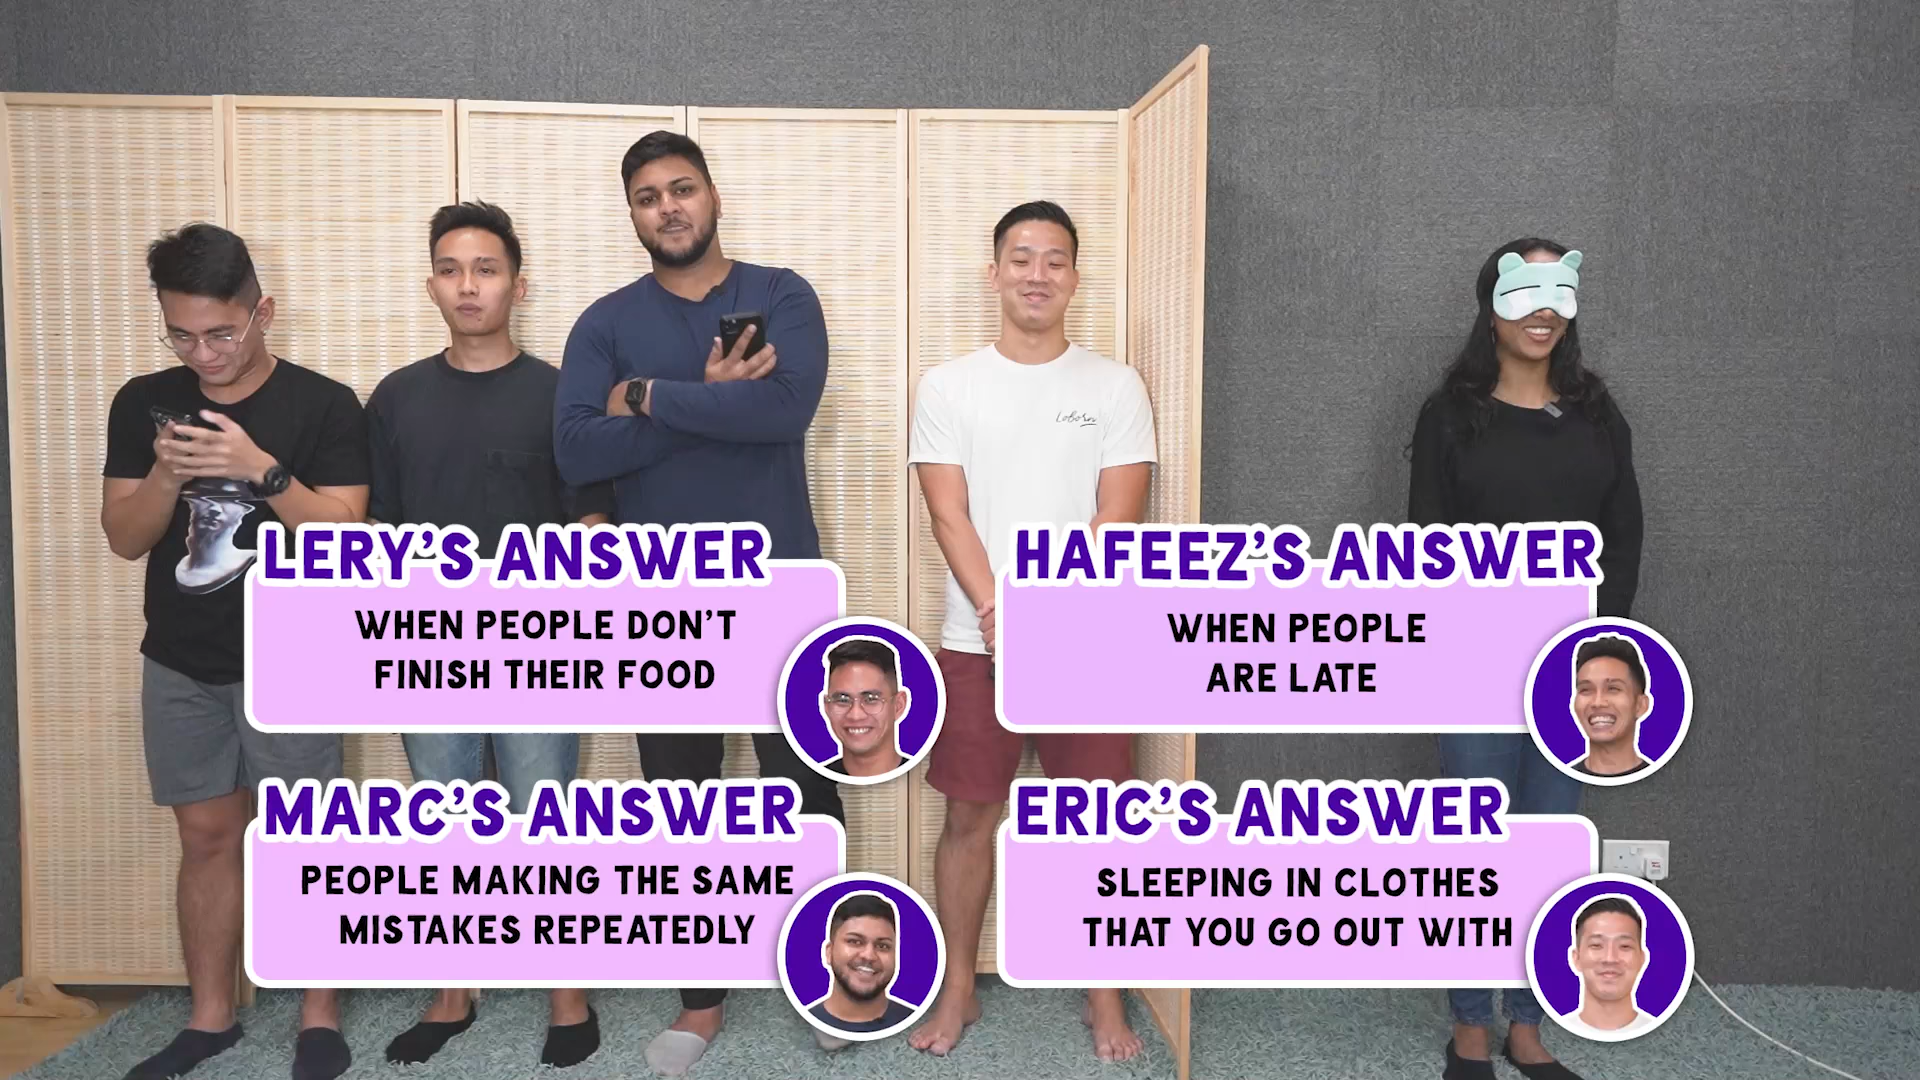 Loborn
LERY'S ANSWER
WHEN PEOPLE DON'T
FINISH THEIR FOOD
HAFEEZ'S ANSWER
WHEN PEOPLE
ARE LATE
MARC'S ANSWER
PEOPLE MAKING THE SAME
MISTAKES REPEATEDLY
ERIC'S ANSWER
SLEEPING IN CLOTHES
THAT YOU GO OUT WITH